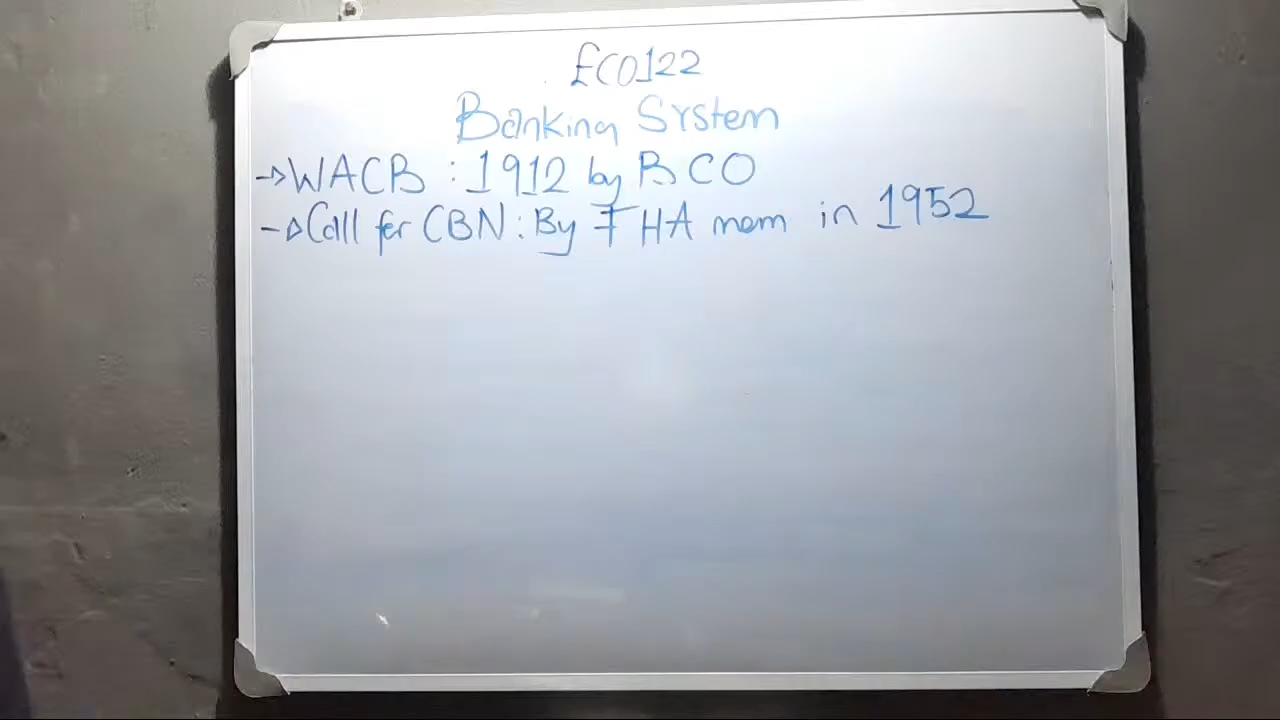 ECO122
Banking System
→ WACB : 1912 by BCO
→ Call for CBN : By FHA mem in 1952